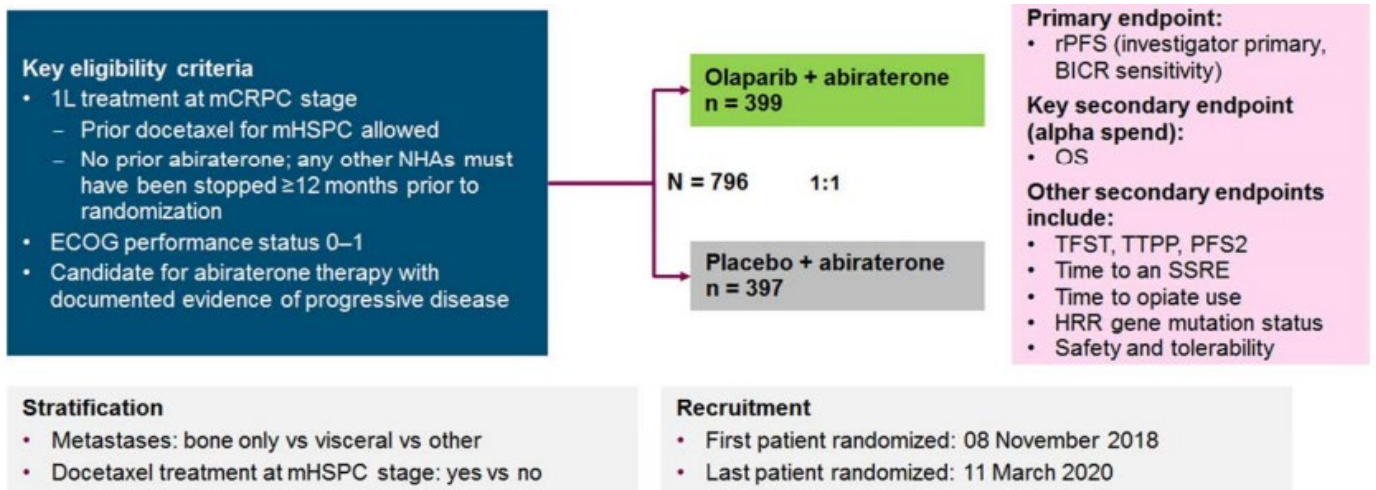 Key eligibility criteria
• 1L treatment at mCRPC stage
– Prior docetaxel for mHSPC allowed
– No prior abiraterone; any other NHAs must
have been stopped ≥12 months prior to
randomization
• ECOG performance status 0–1
• Candidate for abiraterone therapy with
documented evidence of progressive disease
Olaparib + abiraterone
n = 399
N = 796 1:1
Placebo + abiraterone
n = 397
Primary endpoint:
• rPFS (investigator primary,
BICR sensitivity)
Key secondary endpoint
(alpha spend):
• OS
Other secondary endpoints
include:
• TFST, TTPP, PFS2
• Time to an SSRE
• Time to opiate use
• HRR gene mutation status
• Safety and tolerability
Stratification
• Metastases: bone only vs visceral vs other
• Docetaxel treatment at mHSPC stage: yes vs no
Recruitment
• First patient randomized: 08 November 2018
• Last patient randomized: 11 March 2020